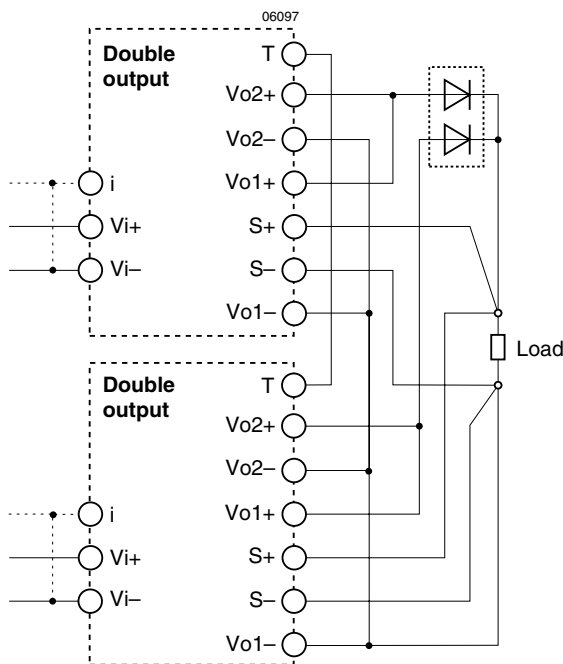 06097
Double
output
T
Vo2+
Vo2–
Vo1+
S+
S–
Vo1–
i
Vi+
Vi–
Load
Double
output
T
Vo2+
Vo2–
Vo1+
S+
S–
Vo1–
i
Vi+
Vi–